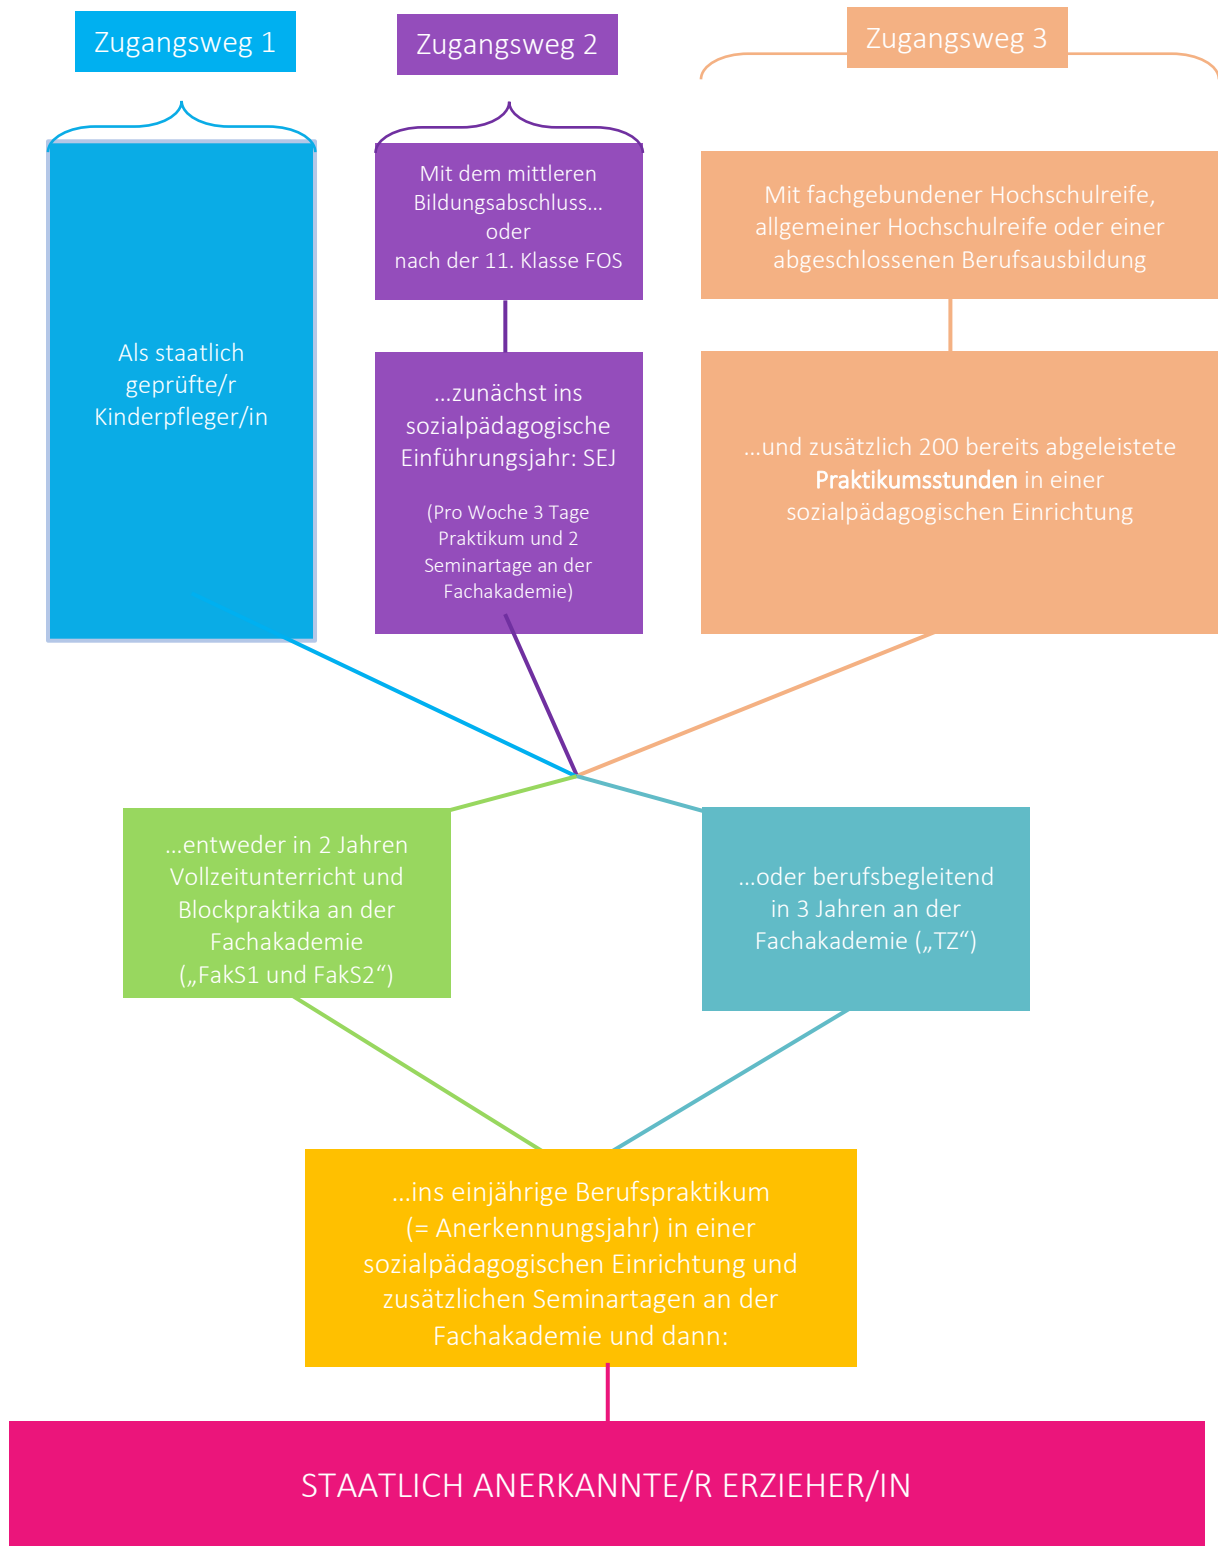 Zugangsweg 1
Zugangsweg 2
Zugangsweg 3
Als staatlich
geprüfte/r
Kinderpfleger/in
Mit dem mittleren
Bildungsabschluss...
oder
nach der 11. Klasse FOS
...zunächst ins
sozialpädagogische
Einführungsjahr: SEJ
(Pro Woche 3 Tage
Praktikum und 2
Seminartage an der
Fachakademie)
Mit fachgebundener Hochschulreife,
allgemeiner Hochschulreife oder einer
abgeschlossenen Berufsausbildung
...und zusätzlich 200 bereits abgeleistete
Praktikumsstunden in einer
sozialpädagogischen Einrichtung
...entweder in 2 Jahren
Vollzeitunterricht und
Blockpraktika an der
Fachakademie
(„FakS1 und FakS2“)
...oder berufsbegleitend
in 3 Jahren an der
Fachakademie („TZ“)
...ins einjährige Berufspraktikum
(= Anerkennungsjahr) in einer
sozialpädagogischen Einrichtung und
zusätzlichen Seminartagen an der
Fachakademie und dann:
STAATLICH ANERKANNTE/R ERZIEHER/IN